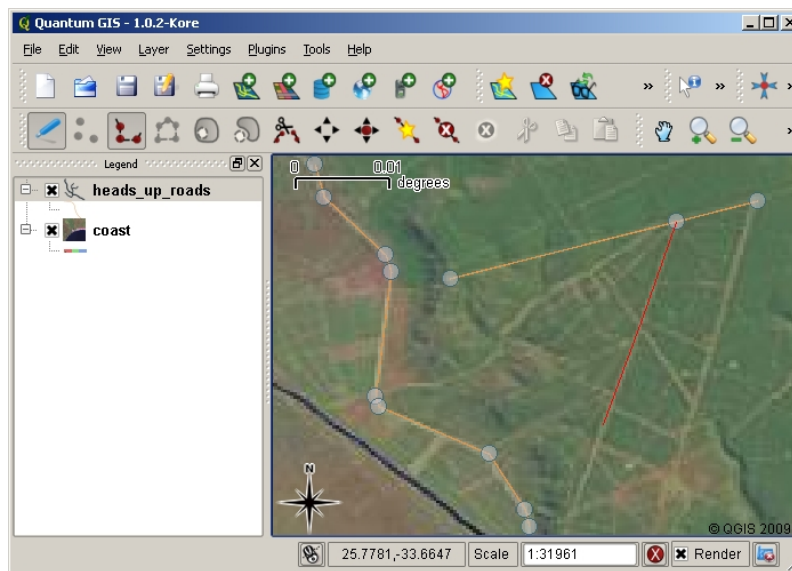 Quantum GIS - 1.0.2-Kore
File Edit View Layer Settings Plugins Tools Help
» » »
»
Legend
heads_up_roads
coast
0 0.01
degrees
N
© QGIS 2009
25.7781,-33.6647 Scale 1:31961 Render